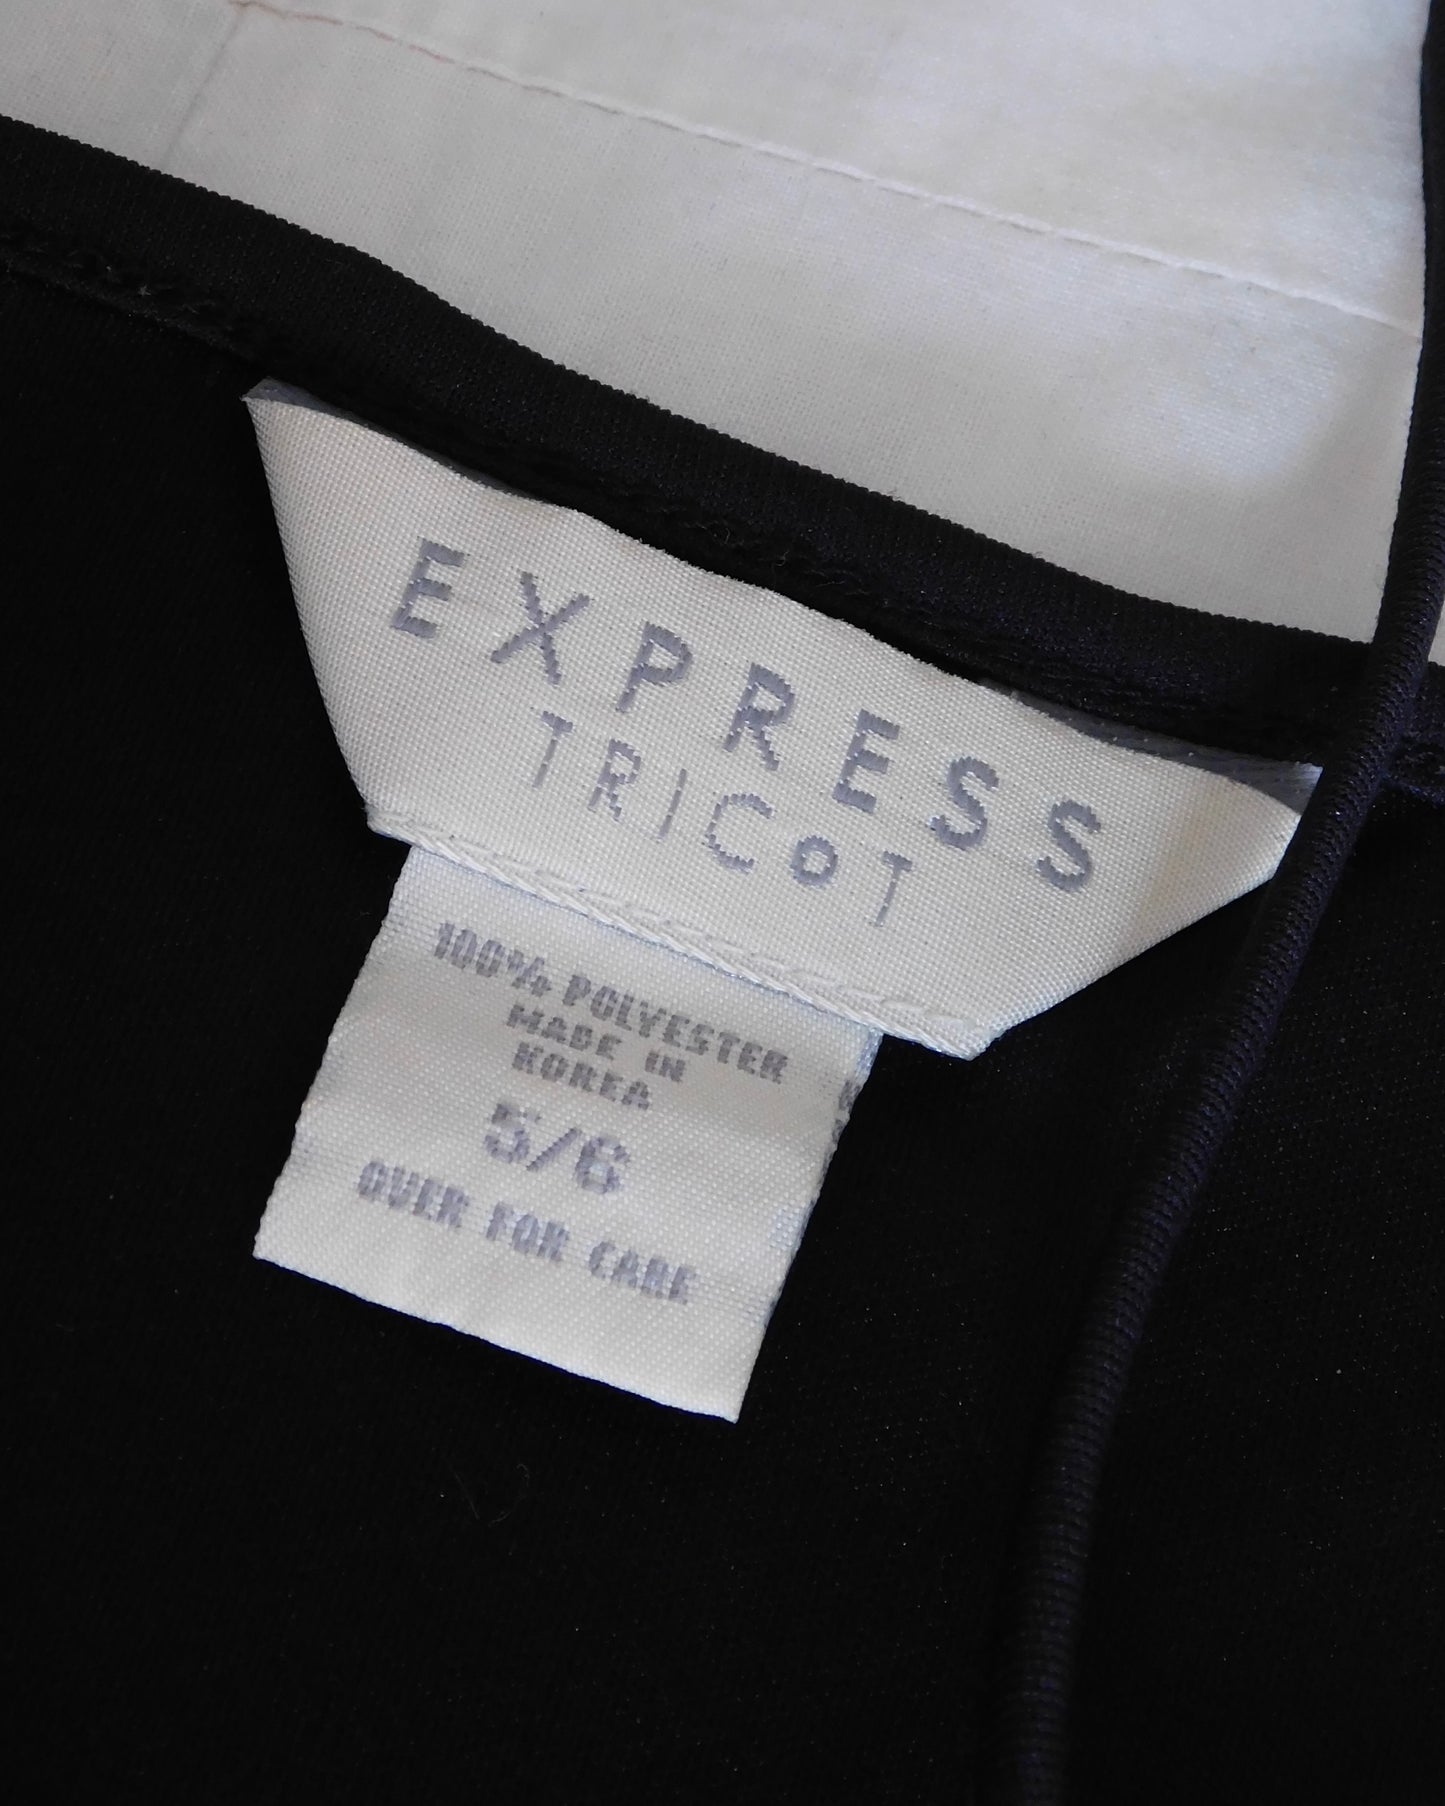 EXPRESS
TRICOT
100% POLYESTER
MADE IN
KOREA
5/6
OVER FOR CARE